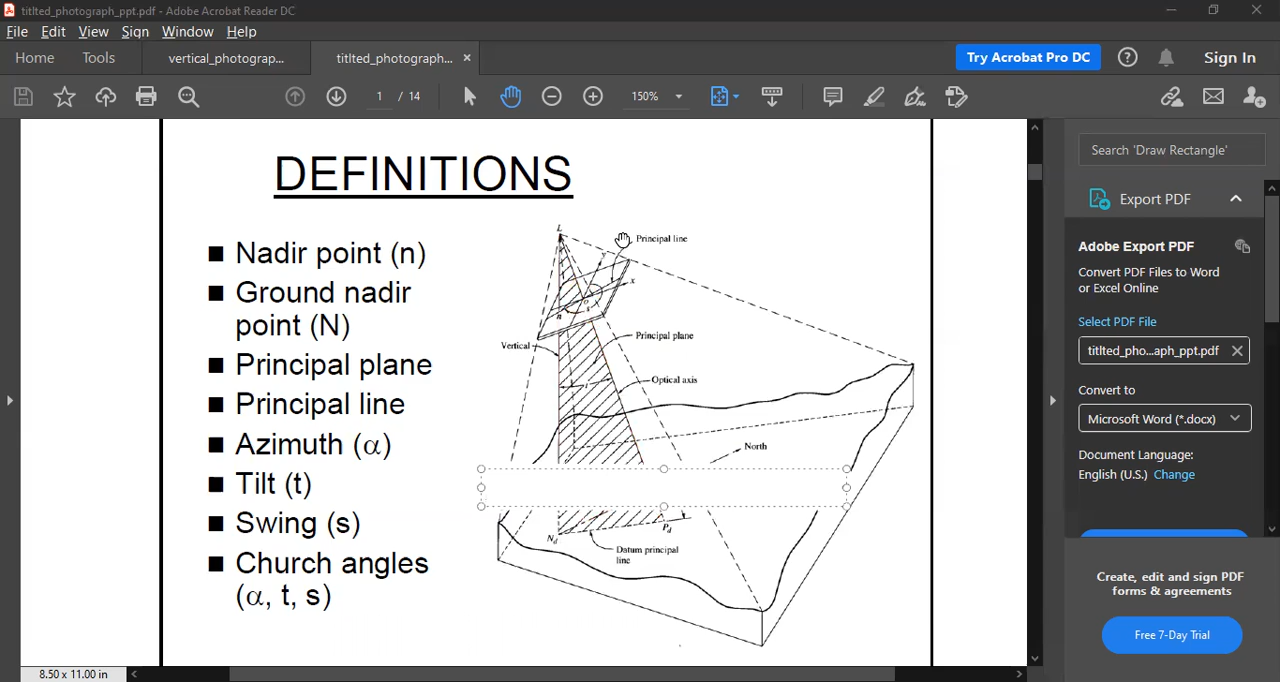 titlted_photograph_ppt.pdf - Adobe Acrobat Reader DC
File Edit View Sign Window Help
Home Tools vertical_photograp... titlted_photograph... × Try Acrobat Pro DC Sign In
1 / 14 150%
DEFINITIONS
Nadir point (n)
Ground nadir
point (N)
Principal plane
Principal line
Azimuth (α)
Tilt (t)
Swing (s)
Church angles
(α, t, s)
L
Principal line
y
x
o
n
Vertical
Principal plane
Optical axis
t
North
Nd
Pd
Datum principal
line
Search 'Draw Rectangle'
Export PDF
Adobe Export PDF
Convert PDF Files to Word
or Excel Online
Select PDF File
titlted_pho...aph_ppt.pdf
Convert to
Microsoft Word (*.docx)
Document Language:
English (U.S.) Change
Create, edit and sign PDF
forms & agreements
Free 7-Day Trial
8.50 x 11.00 in